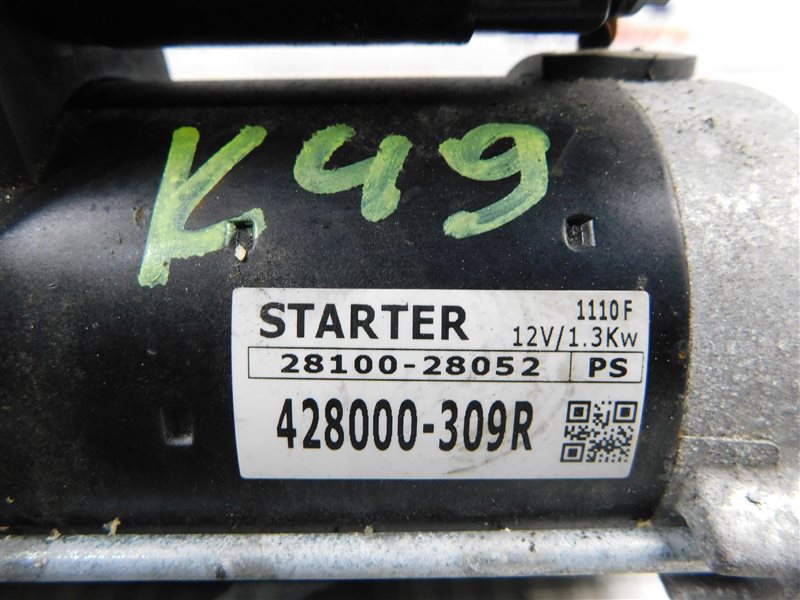 K49
STARTER 1110F
12V/1.3Kw
28100-28052 PS
428000-309R